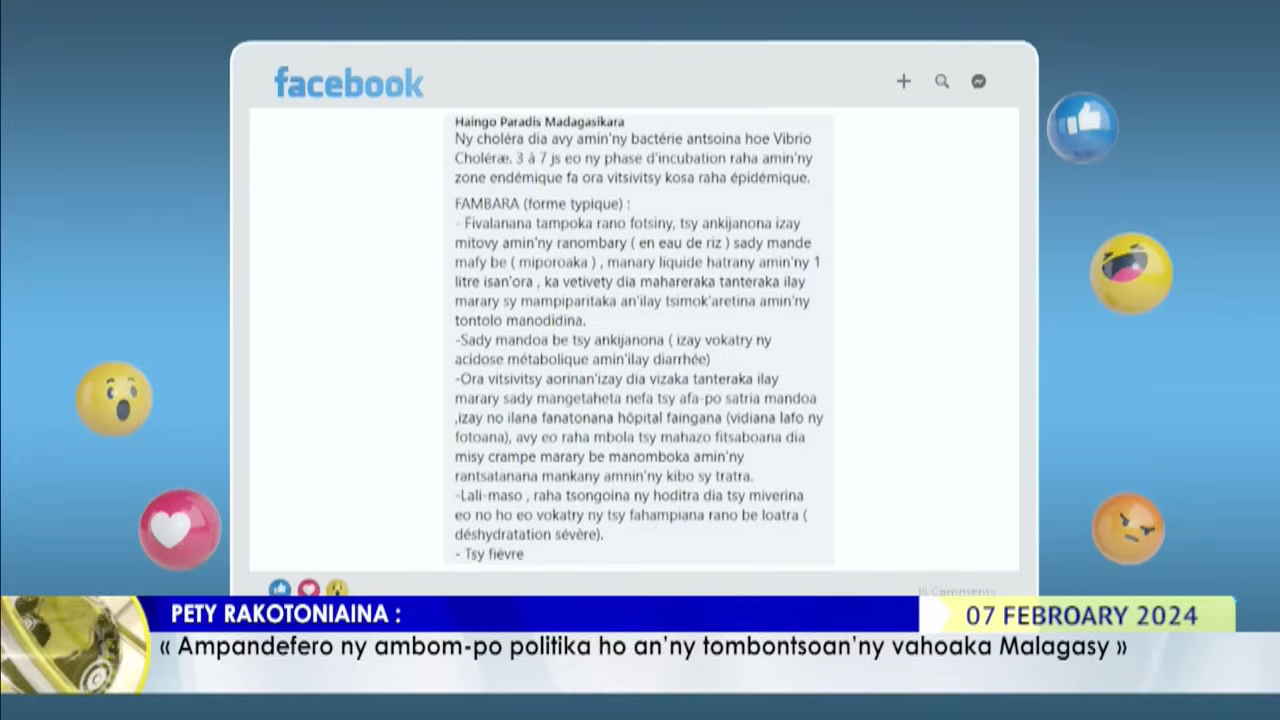 facebook
Haingo Paradis Madagasikara
Ny choléra dia avy amin'ny bactérie antsoina hoe Vibrio
Choléræ, 3 à 7 js eo ny phase d'incubation raha amin'ny
zone endémique fa ora vitsivitsy kosa raha épidémique.
FAMBARA (forme typique) :
- Fivalanana tampoka rano fotsiny, tsy ankijanona izay
mitovy amin'ny ranombary ( en eau de riz ) sady mande
mafy be ( miporoaka ) , manary liquide hatrany amin'ny 1
litre isan'ora , ka vetivety dia mahareraka tanteraka ilay
marary sy mampiparitaka an'ilay tsimok'aretina amin'ny
tontolo manodidina.
-Sady mandoa be tsy ankijanona ( izay vokatry ny
acidose métabolique amin'ilay diarrhée)
-Ora vitsivitsy aorinan'izay dia vizaka tanteraka ilay
marary sady mangetaheta nefa tsy afa-po satria mandoa
,izay no ilana fanatonana hôpital faingana (vidiana lafo ny
fotoana), avy eo raha mbola tsy mahazo fitsaboana dia
misy crampe marary be manomboka amin'ny
rantsatanana mankany amnin'ny kibo sy tratra.
-Lali-maso , raha tsongoina ny hoditra dia tsy miverina
eo no ho eo vokatry ny tsy fahampiana rano be loatra (
déshydratation sévère).
- Tsy fièvre
15 Comments
PETY RAKOTONIAINA :
07 FEBROARY 2024
« Ampandefero ny ambom-po politika ho an'ny tombontsoan'ny vahoaka Malagasy »